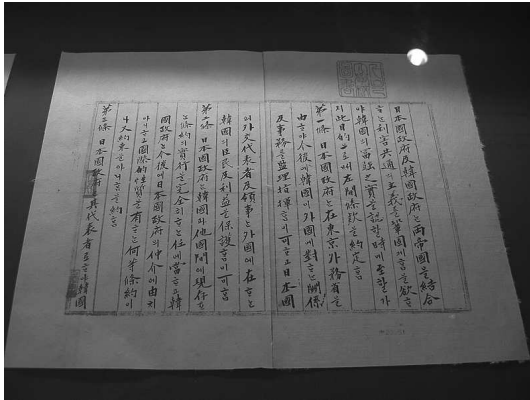 日本國政府及韓國政府ᄂᆞᆫ兩帝國을結合
ᄒᆞᄂᆞᆫ利害共通의主義를鞏固케ᄒᆞᆷ을欲ᄒᆞ
야韓國의富强之實을認ᄒᆞᆯ時에至ᄒᆞᆯ가
지此目的으로써左開條款을約定ᄒᆞᆷ
第一條 日本國政府ᄂᆞᆫ在東京外務省을
由ᄒᆞ야今後에韓國이外國에對ᄒᆞᄂᆞᆫ關係
及事務를監理指揮ᄒᆞᆷ이可ᄒᆞ고日本國
外交代表者及領事ᄂᆞᆫ外國에在ᄒᆞᄂᆞᆫ
韓國의臣民及利益을保護ᄒᆞᆷ이可ᄒᆞᆷ
第二條 日本國政府ᄂᆞᆫ韓國과他國間에現存ᄒᆞ
ᄂᆞᆫ條約의實行을完全히ᄒᆞᄂᆞᆫ任에當ᄒᆞ고韓
國政府ᄂᆞᆫ今後에日本國政府의仲介에由치
아니ᄒᆞ고國際的性質을有ᄒᆞᄂᆞᆫ何等條約이
나又約束을아니ᄒᆞᆷ을約ᄒᆞᆷ
第三條 日本國政府ᄂᆞᆫ其代表者로ᄒᆞ야韓國